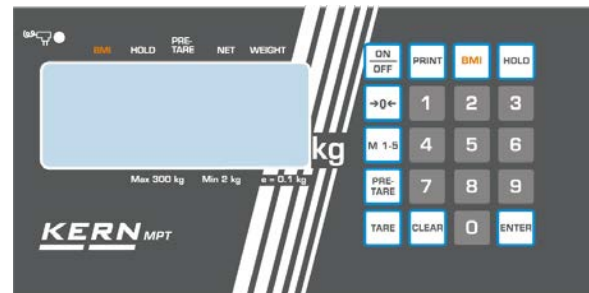 BMI HOLD PRE-TARE NET WEIGHT
kg
Max 300 kg Min 2 kg e = 0.1 kg
KERN MPT
ON OFF PRINT BMI HOLD
→0← 1 2 3
M 1-5 4 5 6
PRE-TARE 7 8 9
TARE CLEAR 0 ENTER